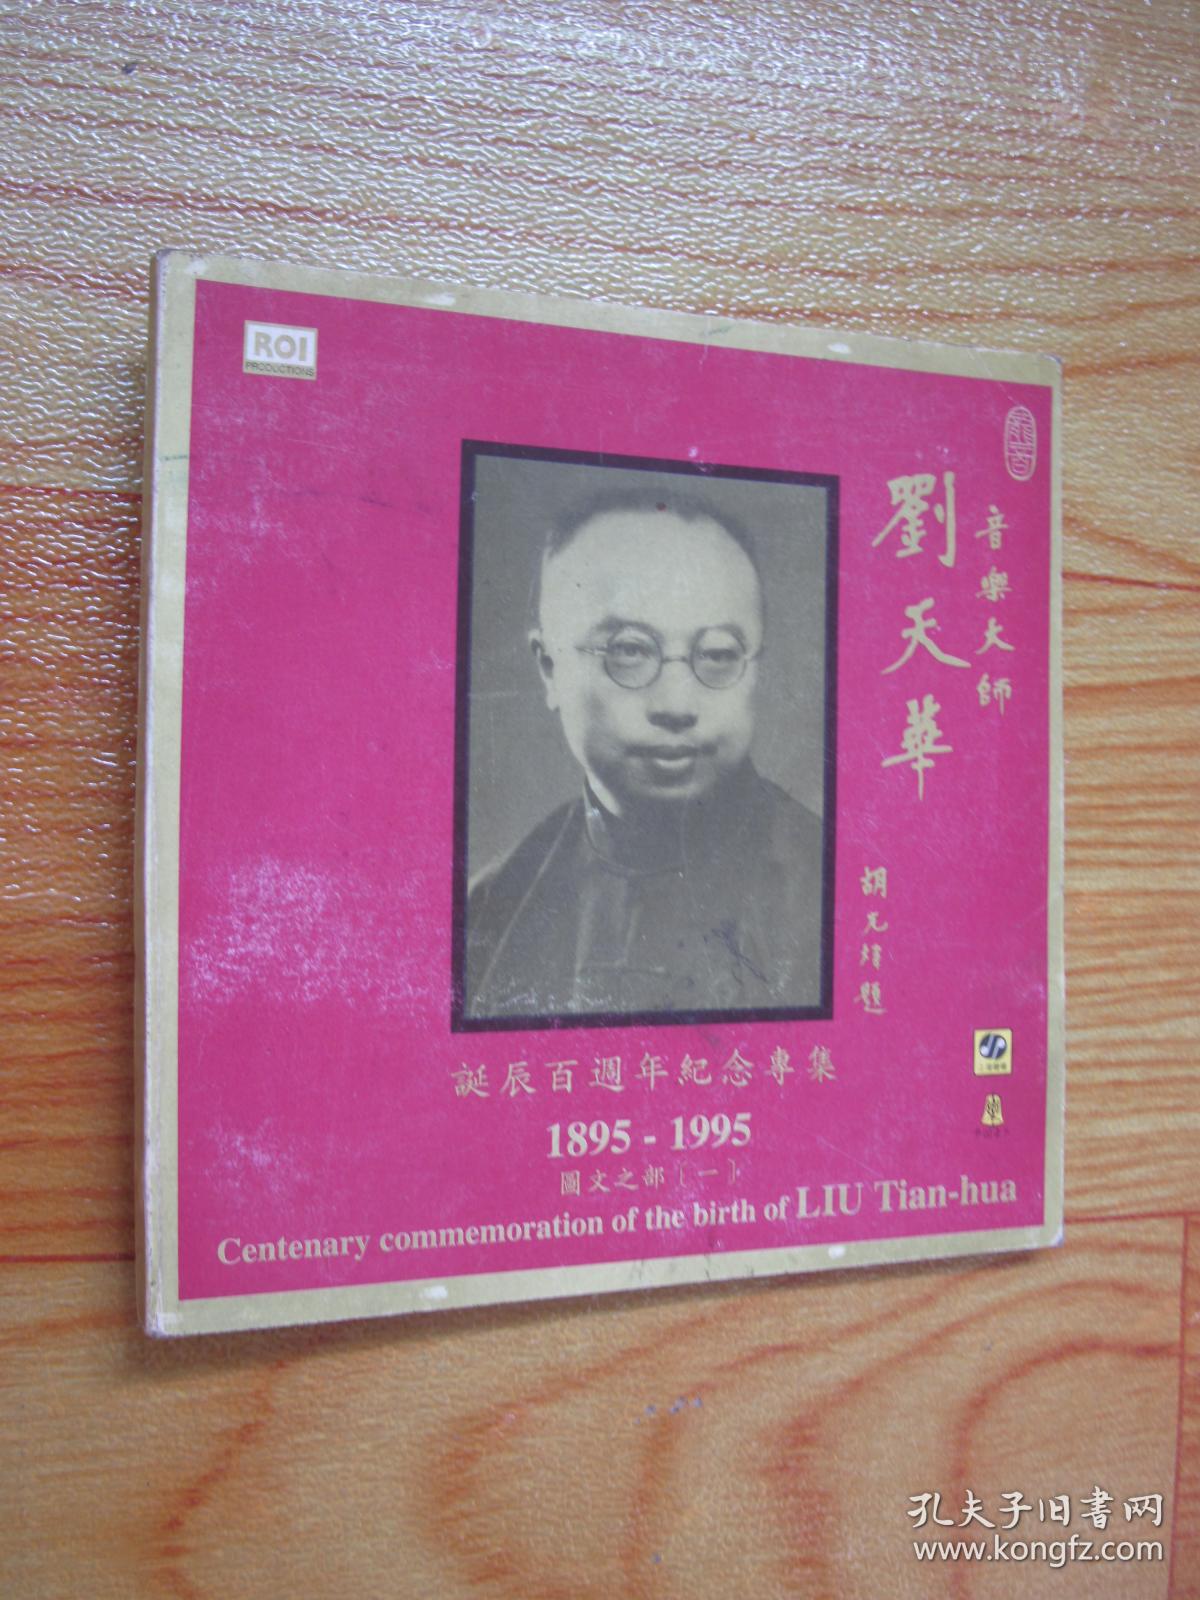 ROI
PRODUCTIONS
音樂大師
劉天華
胡光煒題
誕辰百週年紀念專集
1895 - 1995
圖文之部〔一〕
Centenary commemoration of the birth of LIU Tian-hua
孔夫子旧书网
www.kongfz.com